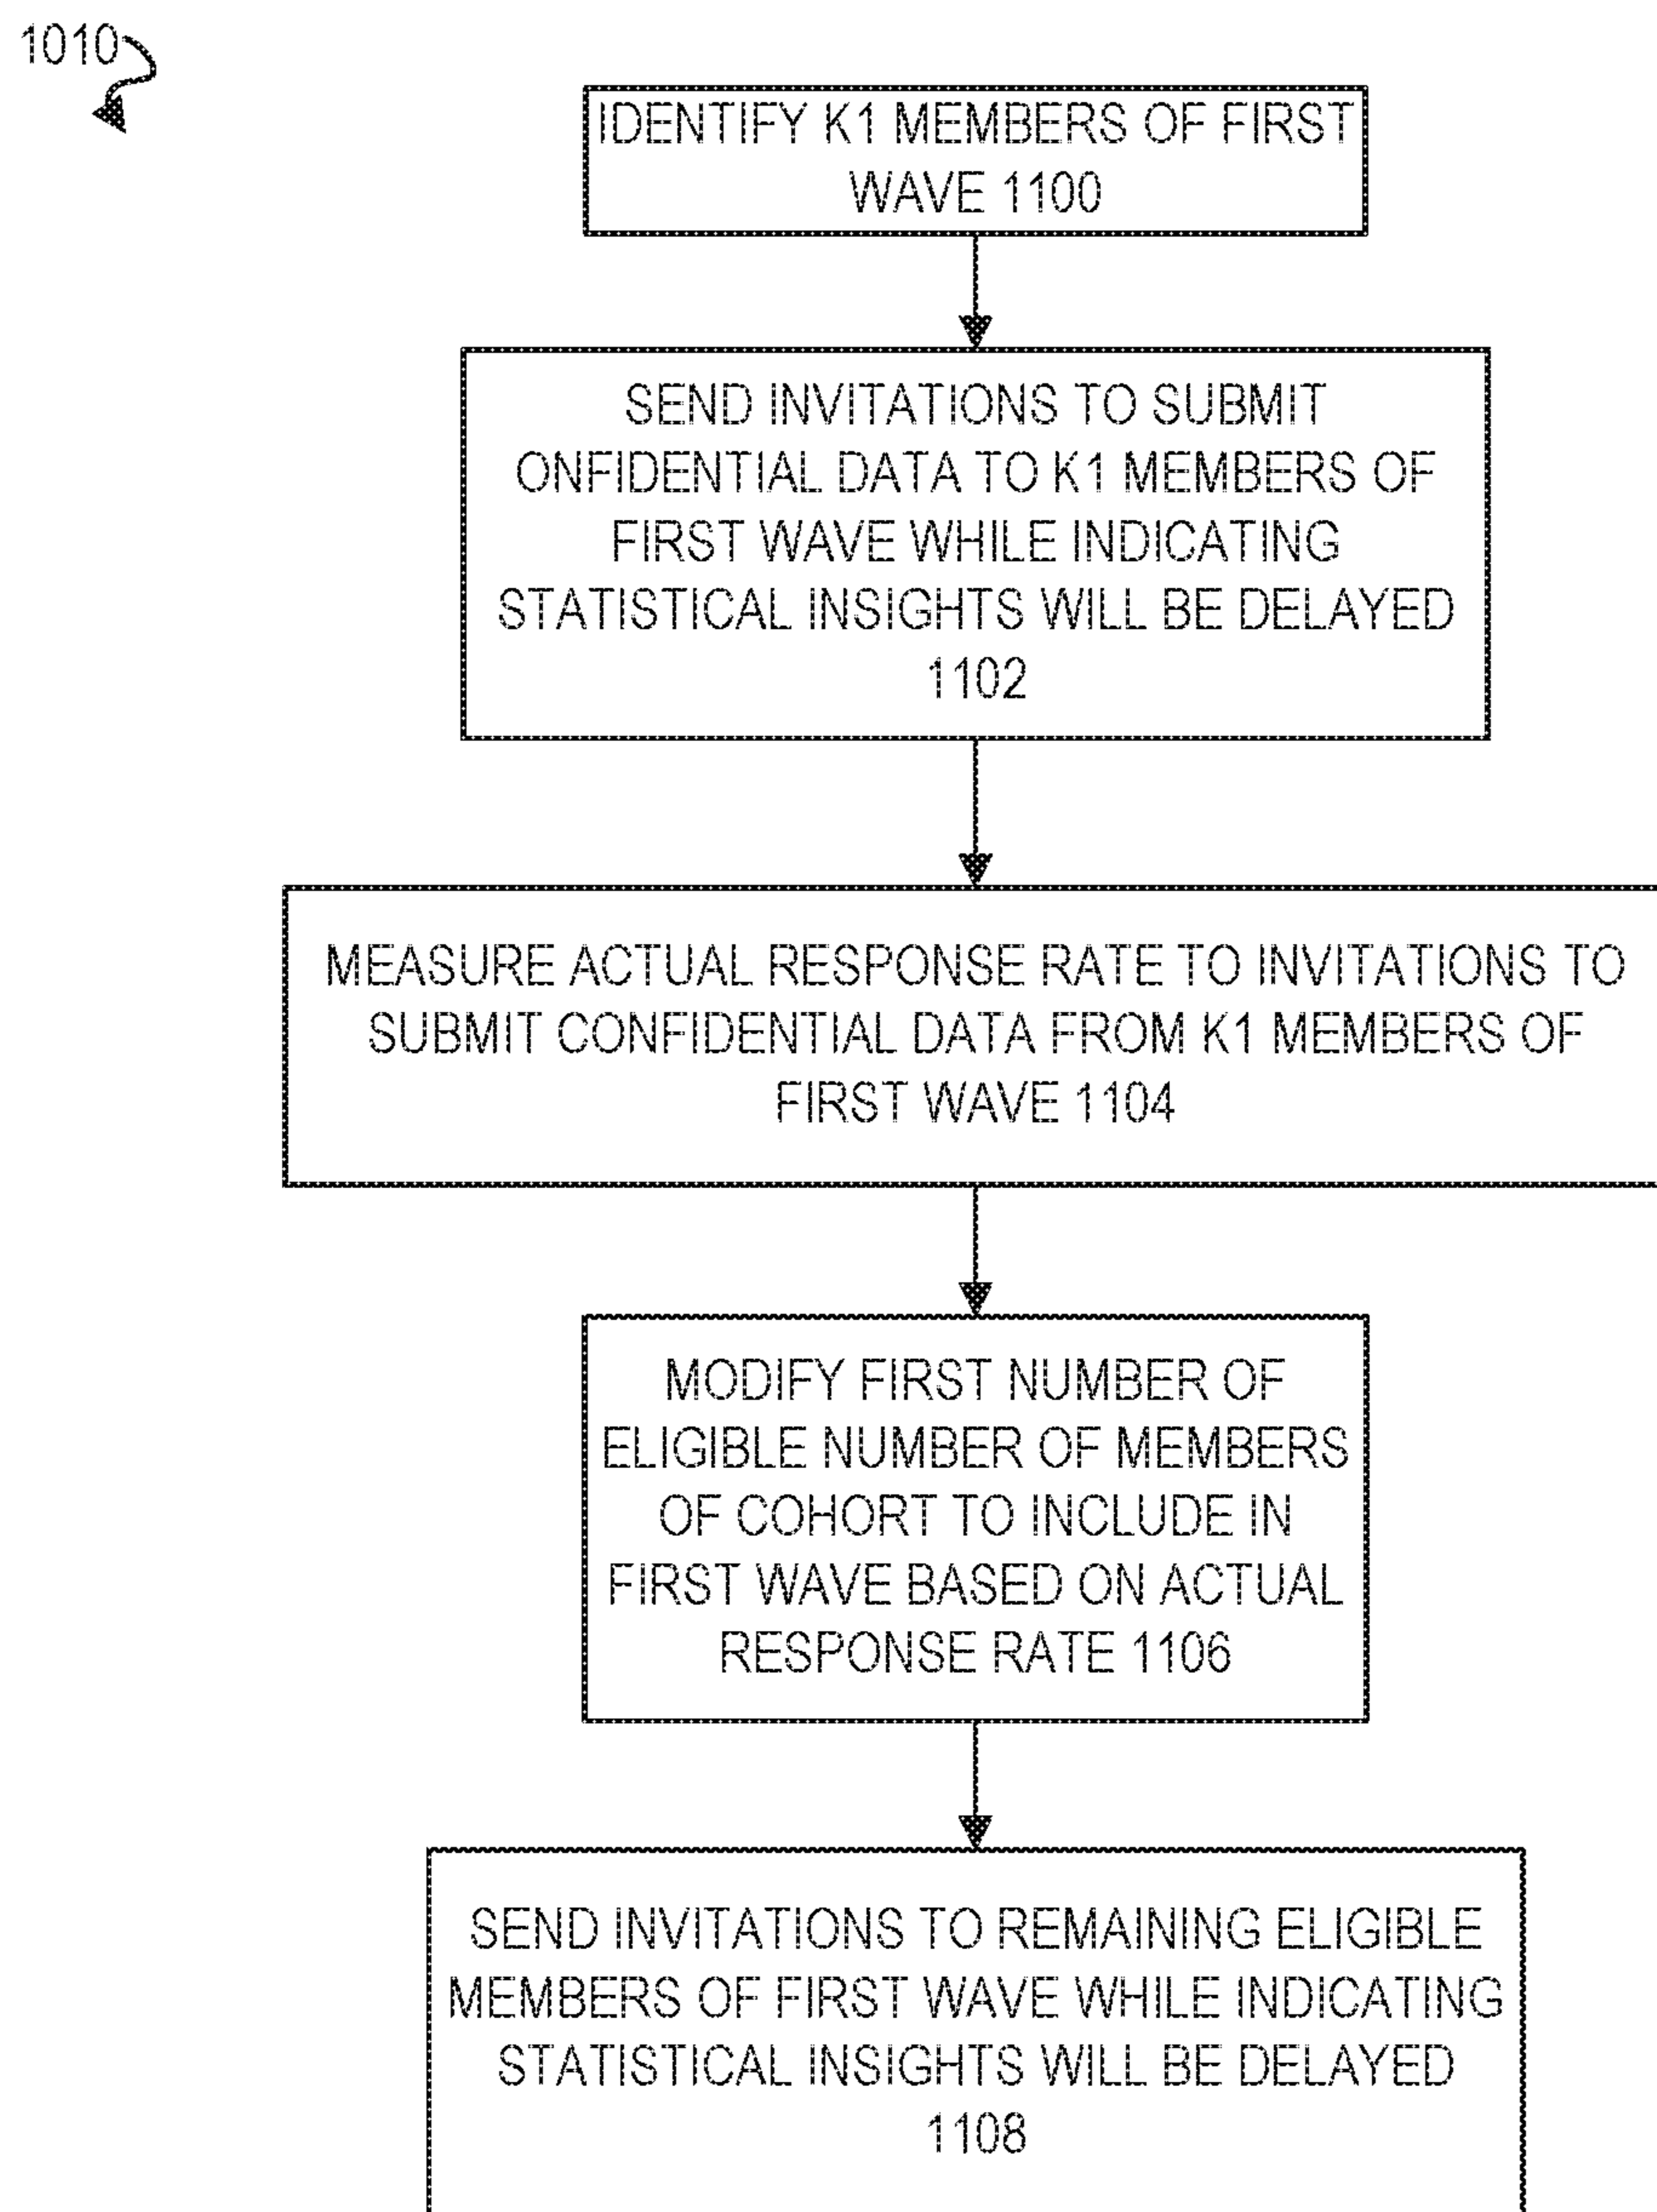 1010
IDENTIFY K1 MEMBERS OF FIRST
WAVE 1100
SEND INVITATIONS TO SUBMIT
ONFIDENTIAL DATA TO K1 MEMBERS OF
FIRST WAVE WHILE INDICATING
STATISTICAL INSIGHTS WILL BE DELAYED
1102
MEASURE ACTUAL RESPONSE RATE TO INVITATIONS TO
SUBMIT CONFIDENTIAL DATA FROM K1 MEMBERS OF
FIRST WAVE 1104
MODIFY FIRST NUMBER OF
ELIGIBLE NUMBER OF MEMBERS
OF COHORT TO INCLUDE IN
FIRST WAVE BASED ON ACTUAL
RESPONSE RATE 1106
SEND INVITATIONS TO REMAINING ELIGIBLE
MEMBERS OF FIRST WAVE WHILE INDICATING
STATISTICAL INSIGHTS WILL BE DELAYED
1108